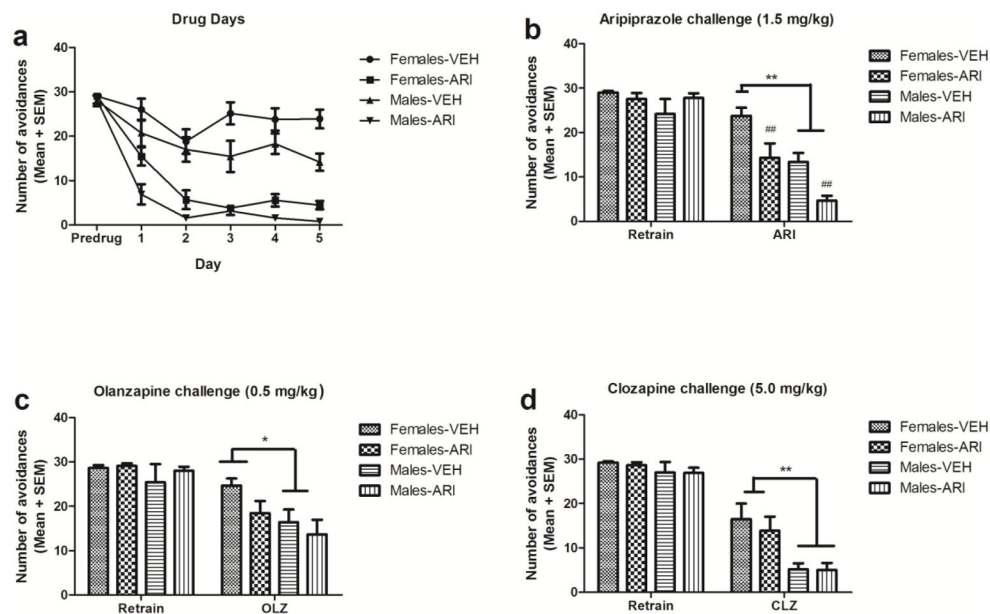 a
Drug Days
Number of avoidances
(Mean + SEM)
40
30
20
10
0
Predrug 1 2 3 4 5
Day
Females-VEH
Females-ARI
Males-VEH
Males-ARI
b
Aripiprazole challenge (1.5 mg/kg)
Number of avoidances
(Mean + SEM)
40
30
20
10
0
**
##
##
Retrain ARI
Females-VEH
Females-ARI
Males-VEH
Males-ARI
c
Olanzapine challenge (0.5 mg/kg)
Number of avoidances
(Mean + SEM)
40
30
20
10
0
*
Retrain OLZ
Females-VEH
Females-ARI
Males-VEH
Males-ARI
d
Clozapine challenge (5.0 mg/kg)
Number of avoidances
(Mean + SEM)
40
30
20
10
0
**
Retrain CLZ
Females-VEH
Females-ARI
Males-VEH
Males-ARI